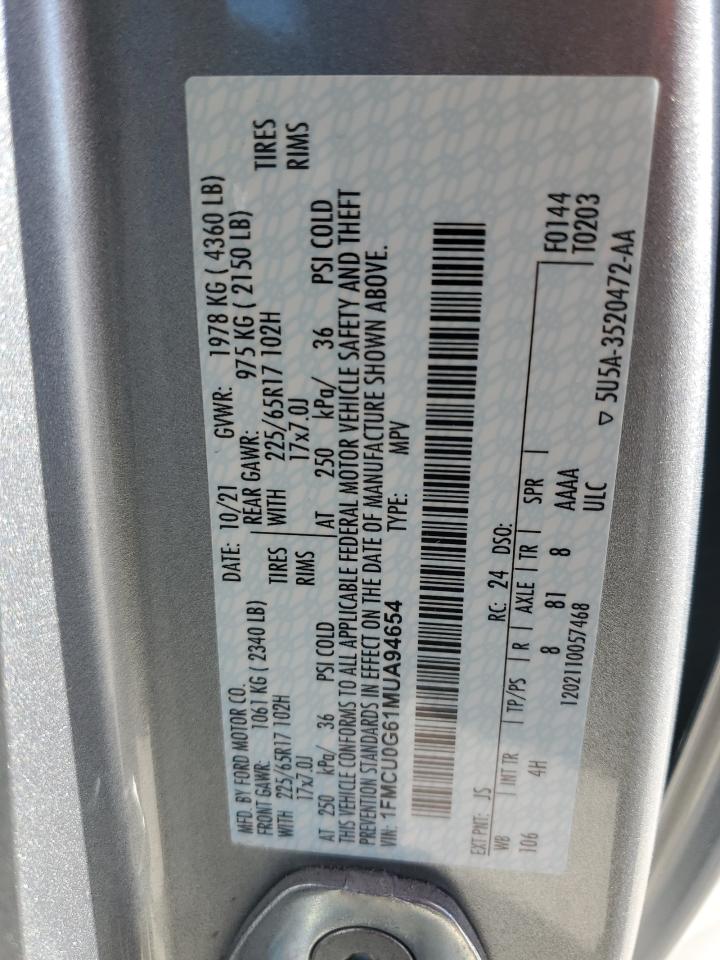 MFD. BY FORD MOTOR CO.
DATE: 10/21 GVWR: 1978 KG ( 4360 LB)
FRONT GAWR: 1061 KG ( 2340 LB) REAR GAWR: 975 KG ( 2150 LB)
WITH 225/65R17 102H TIRES WITH 225/65R17 102H TIRES
17x7.0J RIMS 17x7.0J RIMS
AT 250 kPa/ 36 PSI COLD AT 250 kPa/ 36 PSI COLD
THIS VEHICLE CONFORMS TO ALL APPLICABLE FEDERAL MOTOR VEHICLE SAFETY AND THEFT
PREVENTION STANDARDS IN EFFECT ON THE DATE OF MANUFACTURE SHOWN ABOVE.
VIN: 1FMCU0G61MUA94654 TYPE: MPV
EXT PNT: JS RC: 24 DSO: F0144
WB INT TR TP/PS R AXLE TR SPR T0203
106 4H 8 81 8 AAAA
1202110057468 ULC
▽ 5U5A-3520472-AA